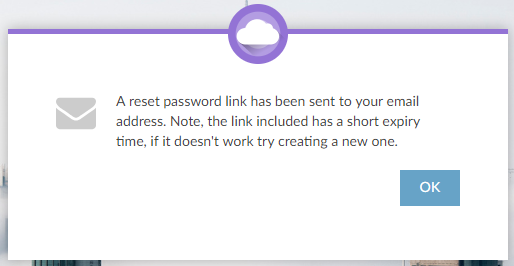 A reset password link has been sent to your email
address. Note, the link included has a short expiry
time, if it doesn't work try creating a new one.
OK